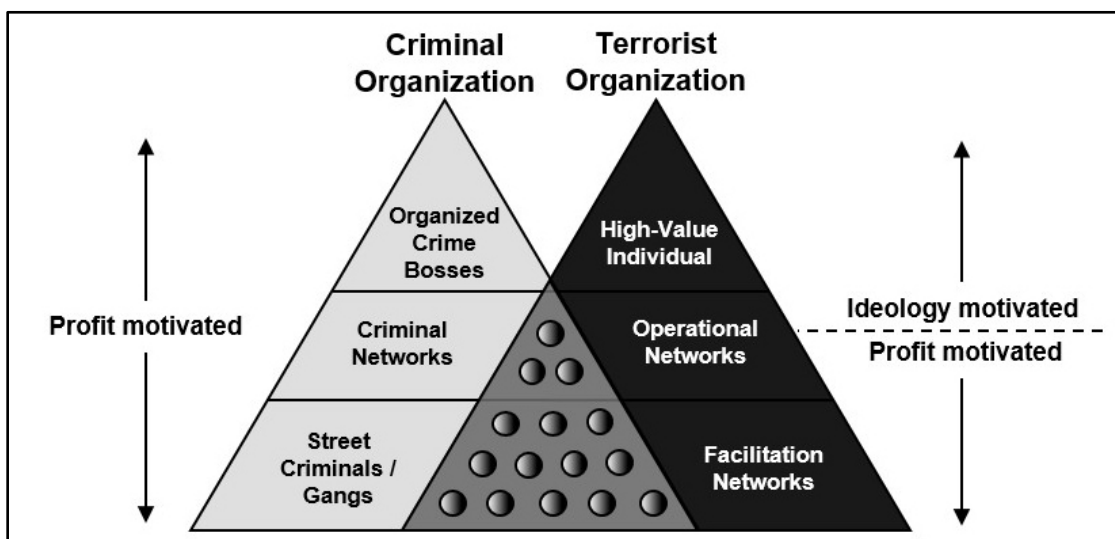 Criminal
Organization
Terrorist
Organization
Organized
Crime
Bosses
High-Value
Individual
Profit motivated
Criminal
Networks
Operational
Networks
Ideology motivated
Profit motivated
Street
Criminals /
Gangs
Facilitation
Networks